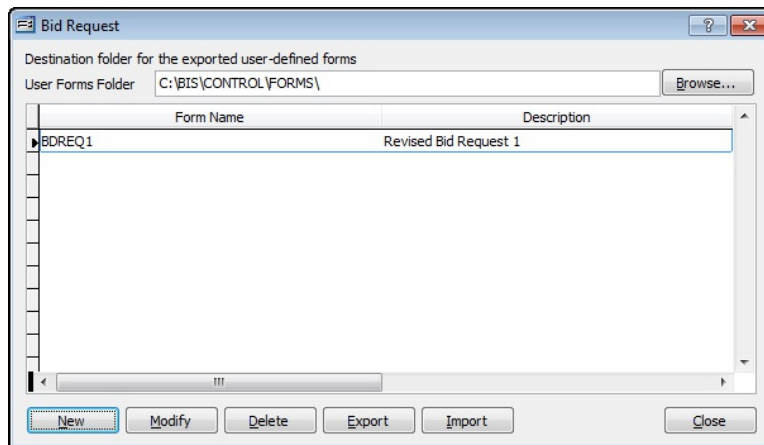 Bid Request
Destination folder for the exported user-defined forms
User Forms Folder C:\BIS\CONTROL\FORMS\ Browse...
Form Name Description
BDREQ1 Revised Bid Request 1
New Modify Delete Export Import Close